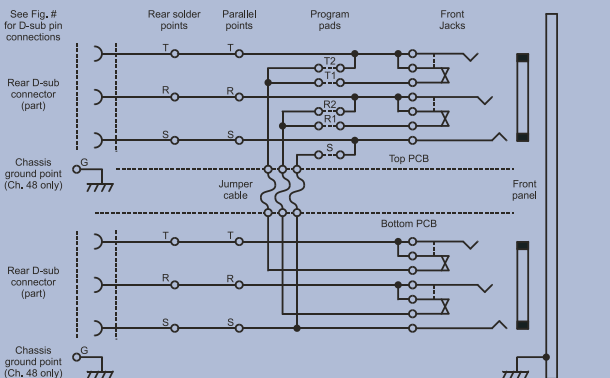 See Fig. # for D-sub pin connections
Rear solder points
Parallel points
Program pads
Front Jacks
T
T
T2
T1
Rear D-sub connector (part)
R
R
R2
R1
S
S
S
Chassis ground point (Ch. 48 only)
G
Top PCB
Jumper cable
Front panel
Bottom PCB
T
T
Rear D-sub connector (part)
R
R
S
S
Chassis ground point (Ch. 48 only)
G